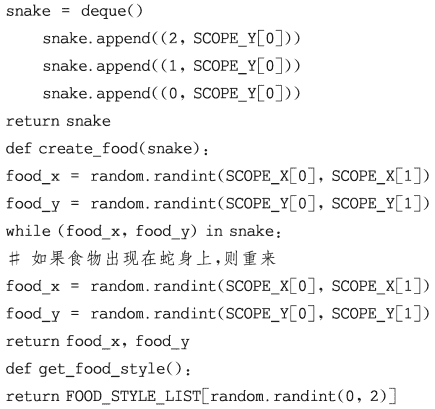 snake = deque()
    snake.append((2, SCOPE_Y[0]))
    snake.append((1, SCOPE_Y[0]))
    snake.append((0, SCOPE_Y[0]))
return snake
def create_food(snake):
food_x = random.randint(SCOPE_X[0], SCOPE_X[1])
food_y = random.randint(SCOPE_Y[0], SCOPE_Y[1])
while (food_x, food_y) in snake:
# 如果食物出现在蛇身上,则重来
food_x = random.randint(SCOPE_X[0], SCOPE_X[1])
food_y = random.randint(SCOPE_Y[0], SCOPE_Y[1])
return food_x, food_y
def get_food_style():
return FOOD_STYLE_LIST[random.randint(0, 2)]